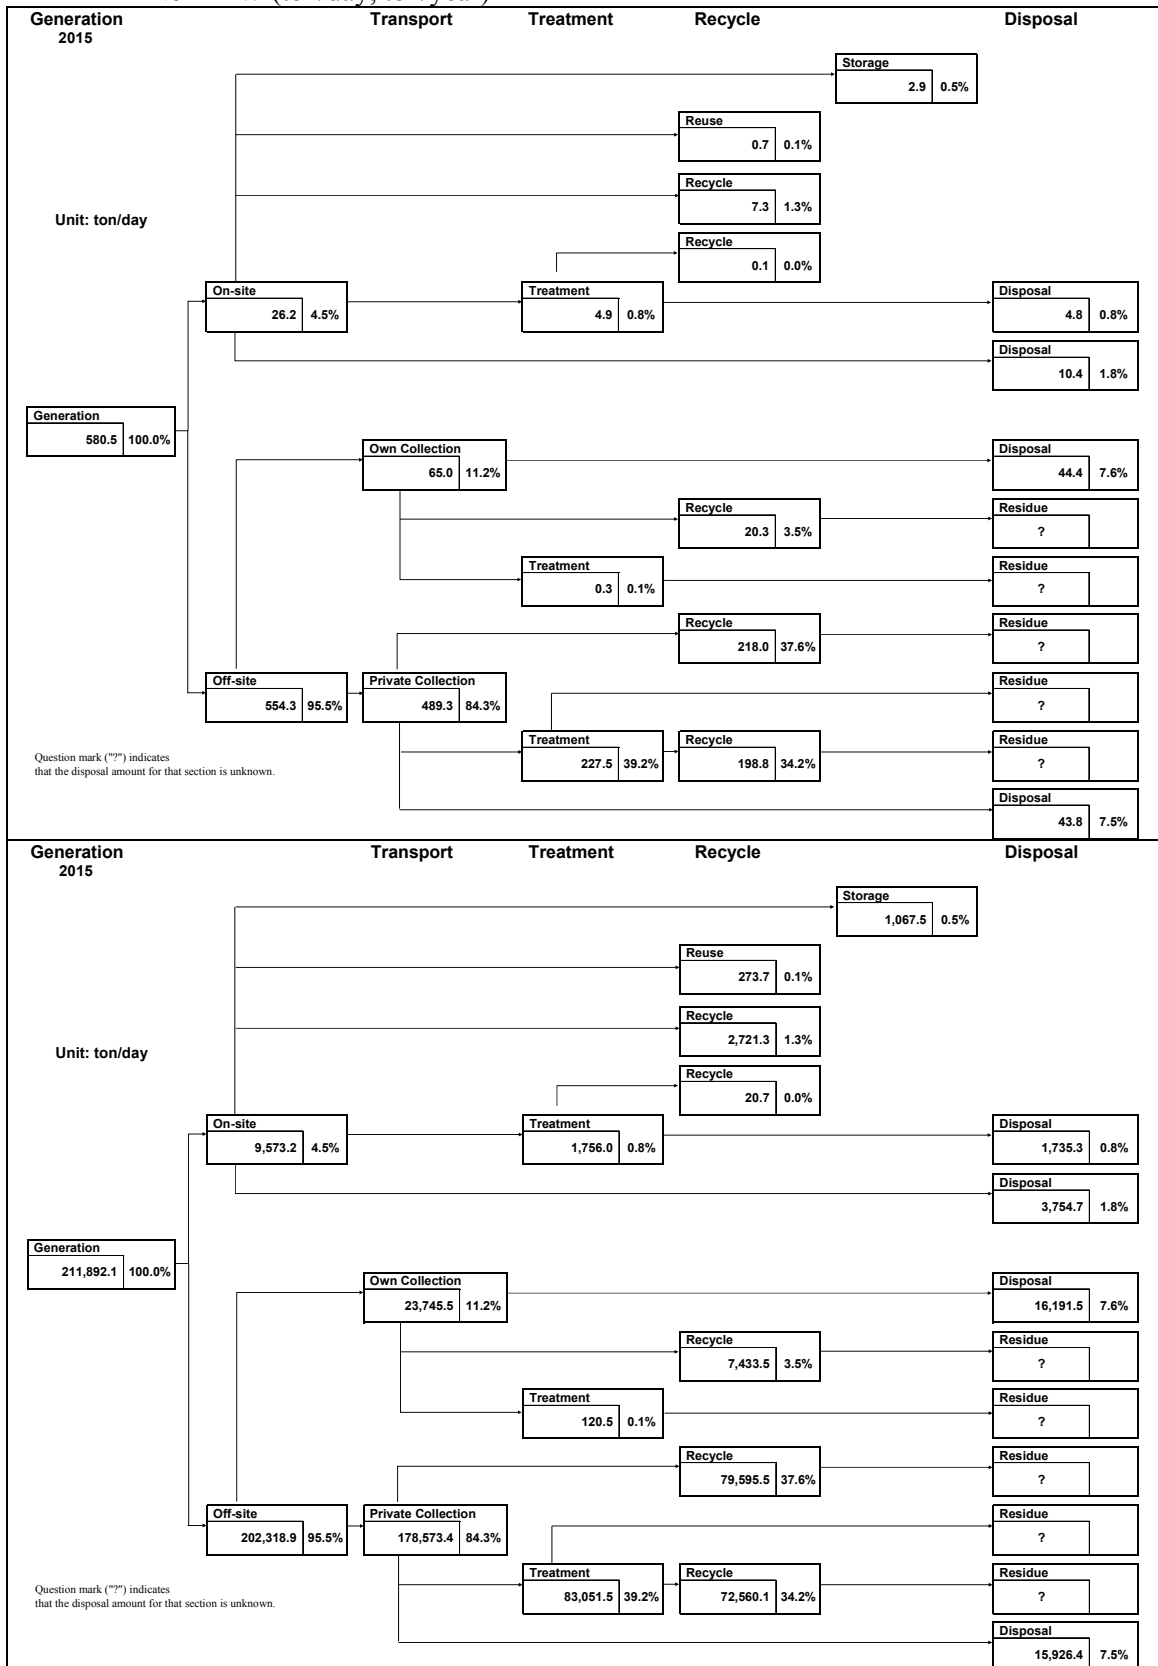 Generation Transport Treatment Recycle Disposal
2015
Storage
2.9 0.5%
Reuse
0.7 0.1%
Recycle
7.3 1.3%
Unit: ton/day
Recycle
0.1 0.0%
On-site Treatment Disposal
26.2 4.5% 4.9 0.8% 4.8 0.8%
Disposal
10.4 1.8%
Generation
580.5 100.0%
Own Collection Disposal
65.0 11.2% 44.4 7.6%
Recycle Residue
20.3 3.5% ?
Treatment Residue
0.3 0.1% ?
Recycle Residue
218.0 37.6% ?
Off-site Private Collection Residue
554.3 95.5% 489.3 84.3% ?
Treatment Recycle Residue
227.5 39.2% 198.8 34.2% ?
Question mark ("?") indicates
that the disposal amount for that section is unknown.
Disposal
43.8 7.5%
Generation Transport Treatment Recycle Disposal
2015
Storage
1,067.5 0.5%
Reuse
273.7 0.1%
Recycle
2,721.3 1.3%
Unit: ton/day
Recycle
20.7 0.0%
On-site Treatment Disposal
9,573.2 4.5% 1,756.0 0.8% 1,735.3 0.8%
Disposal
3,754.7 1.8%
Generation
211,892.1 100.0%
Own Collection Disposal
23,745.5 11.2% 16,191.5 7.6%
Recycle Residue
7,433.5 3.5% ?
Treatment Residue
120.5 0.1% ?
Recycle Residue
79,595.5 37.6% ?
Off-site Private Collection Residue
202,318.9 95.5% 178,573.4 84.3% ?
Treatment Recycle Residue
83,051.5 39.2% 72,560.1 34.2% ?
Question mark ("?") indicates
that the disposal amount for that section is unknown.
Disposal
15,926.4 7.5%